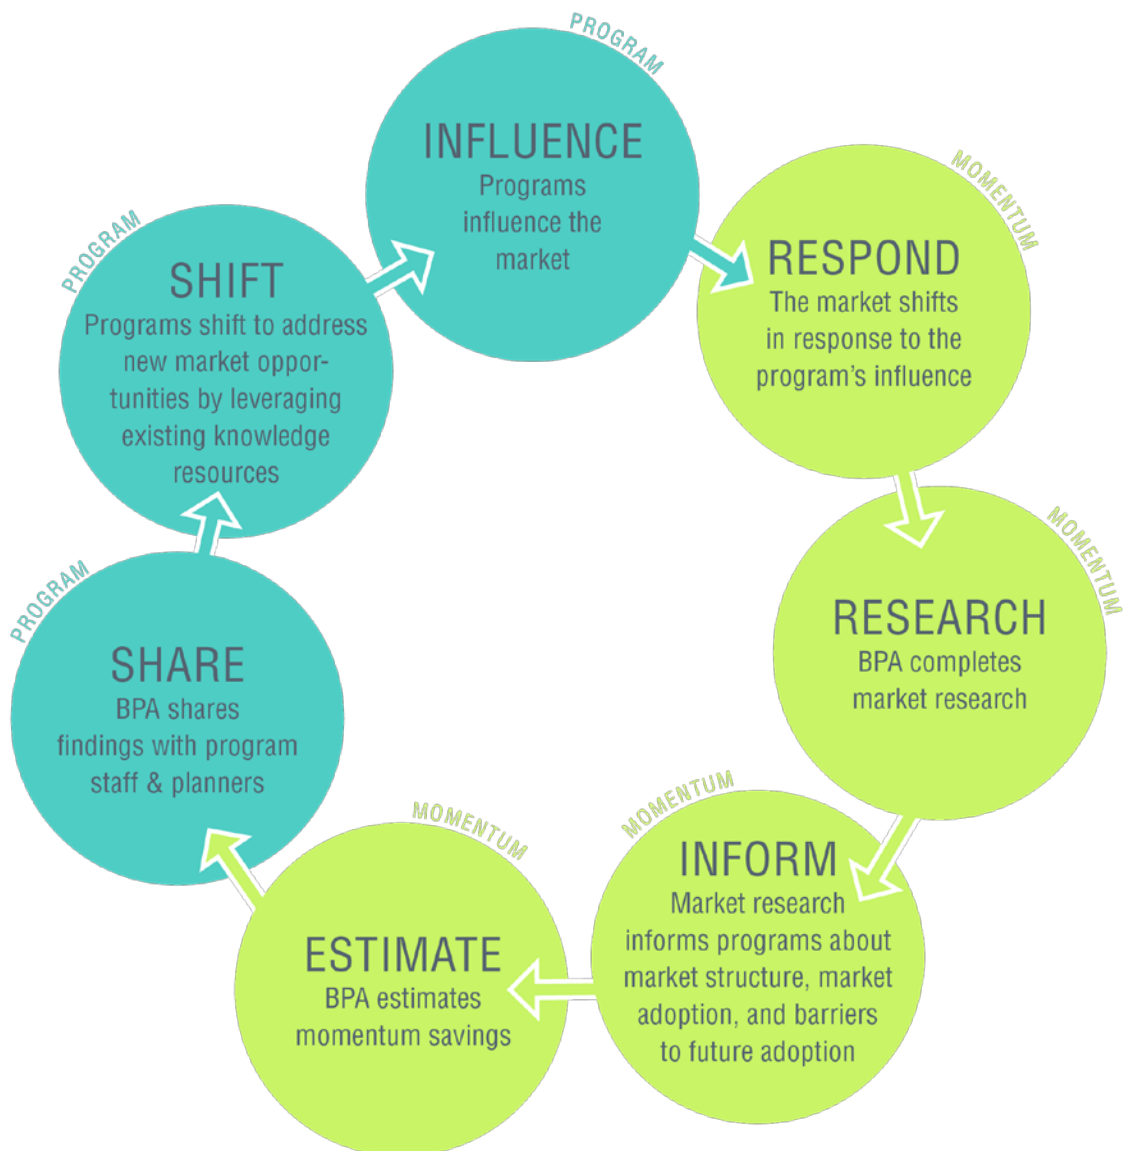 PROGRAM
INFLUENCE
Programs
influence the
market
MOMENTUM
RESPOND
The market shifts
in response to the
program's influence
MOMENTUM
RESEARCH
BPA completes
market research
MOMENTUM
INFORM
Market research
informs programs about
market structure, market
adoption, and barriers
to future adoption
MOMENTUM
ESTIMATE
BPA estimates
momentum savings
PROGRAM
SHARE
BPA shares
findings with program
staff & planners
PROGRAM
SHIFT
Programs shift to address
new market oppor-
tunities by leveraging
existing knowledge
resources